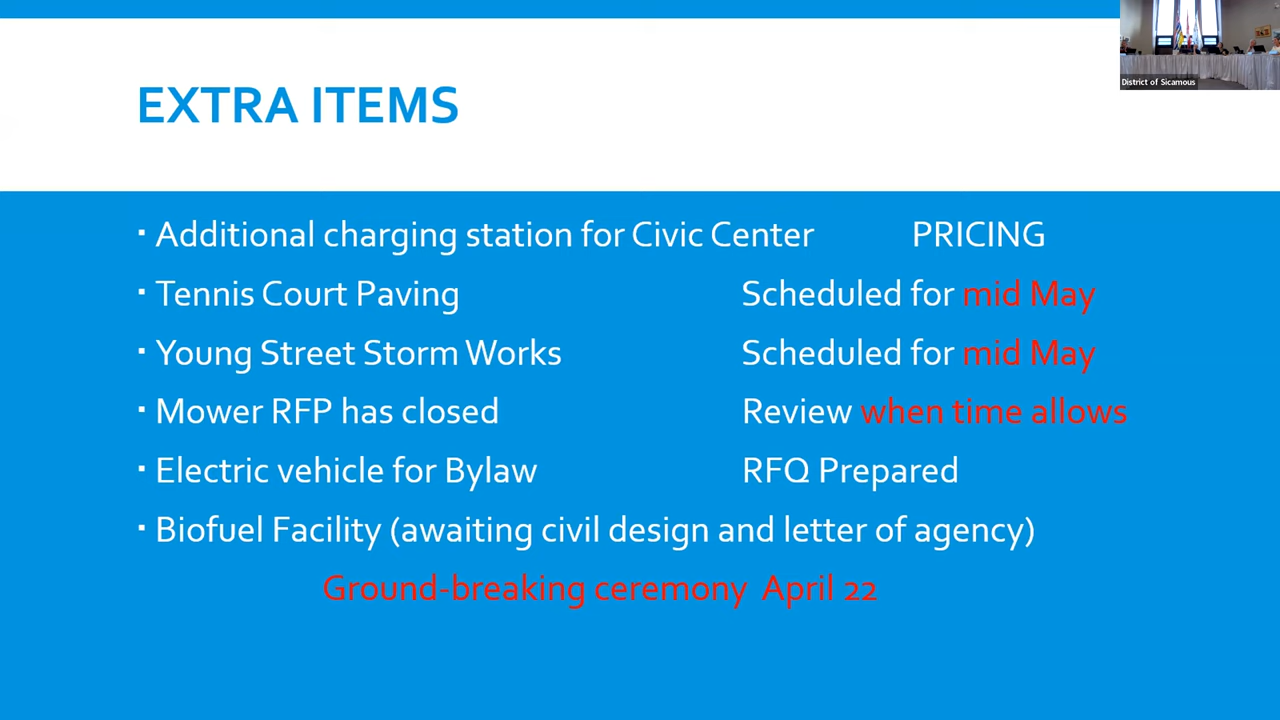 District of Sicamous
EXTRA ITEMS
▪ Additional charging station for Civic Center PRICING
▪ Tennis Court Paving Scheduled for mid May
▪ Young Street Storm Works Scheduled for mid May
▪ Mower RFP has closed Review when time allows
▪ Electric vehicle for Bylaw RFQ Prepared
▪ Biofuel Facility (awaiting civil design and letter of agency)
Ground-breaking ceremony April 22